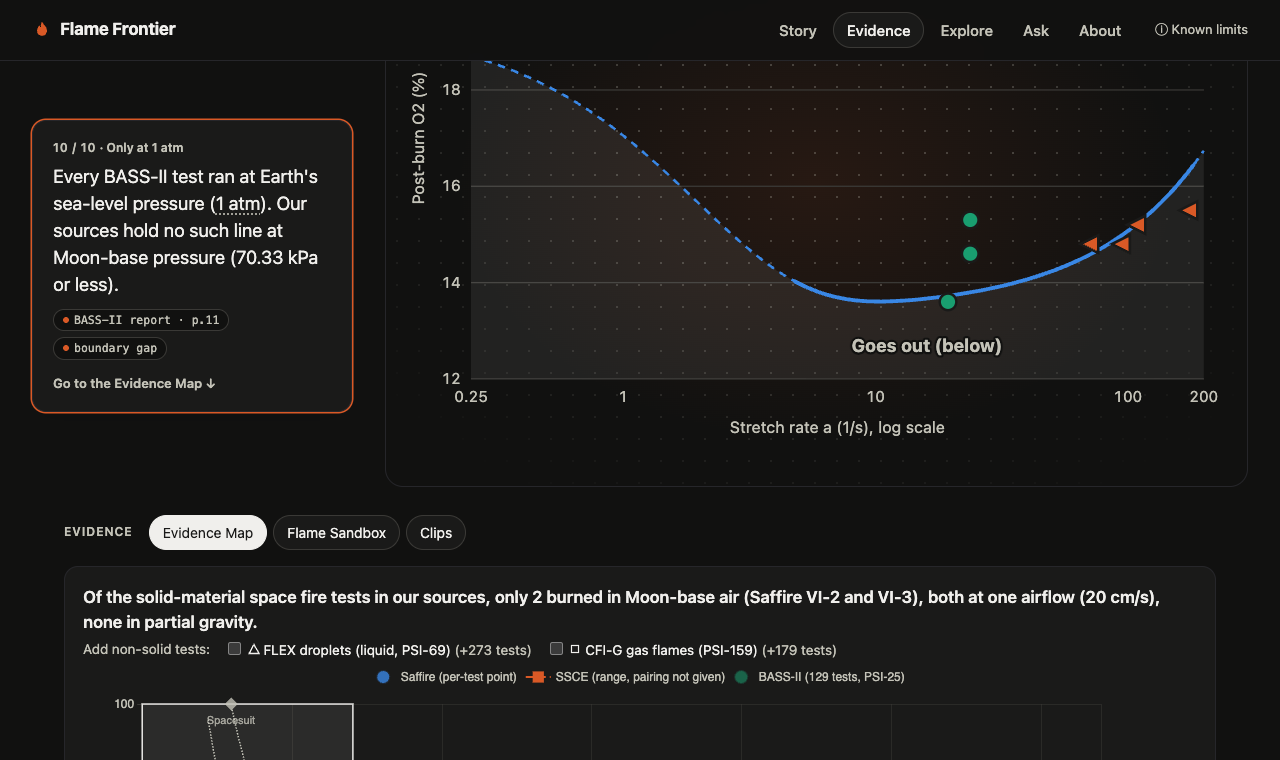 Flame Frontier
Story
Evidence
Explore
Ask
About
ⓘ Known limits
10 / 10 · Only at 1 atm
Every BASS-II test ran at Earth's
sea-level pressure (1 atm). Our
sources hold no such line at
Moon-base pressure (70.33 kPa
or less).
BASS-II report · p.11
boundary gap
Go to the Evidence Map ↓
Post-burn O2 (%)
18
16
14
12
Goes out (below)
0.25
1
10
100
200
Stretch rate a (1/s), log scale
EVIDENCE
Evidence Map
Flame Sandbox
Clips
Of the solid-material space fire tests in our sources, only 2 burned in Moon-base air (Saffire VI-2 and VI-3), both at one airflow (20 cm/s),
none in partial gravity.
Add non-solid tests:
△ FLEX droplets (liquid, PSI-69) (+273 tests)
□ CFI-G gas flames (PSI-159) (+179 tests)
Saffire (per-test point)
SSCE (range, pairing not given)
BASS-II (129 tests, PSI-25)
100
Spacesuit